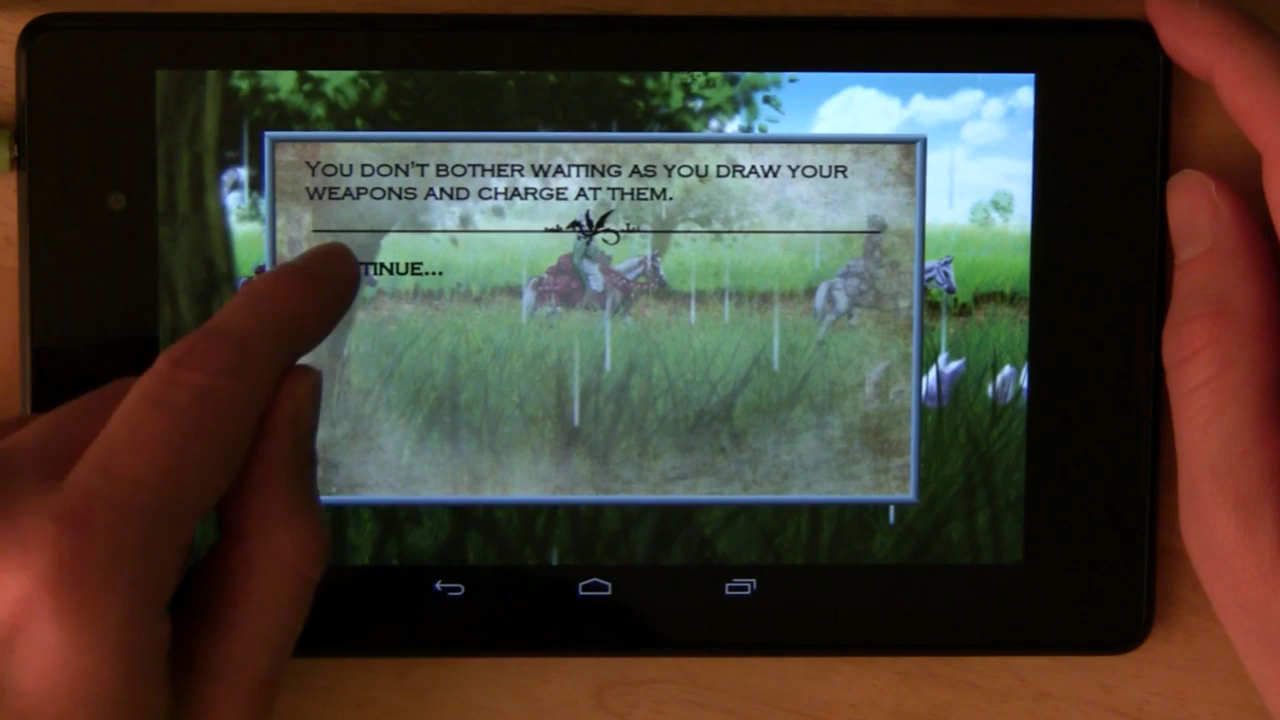 You don't bother waiting as you draw your
weapons and charge at them.
tinue...